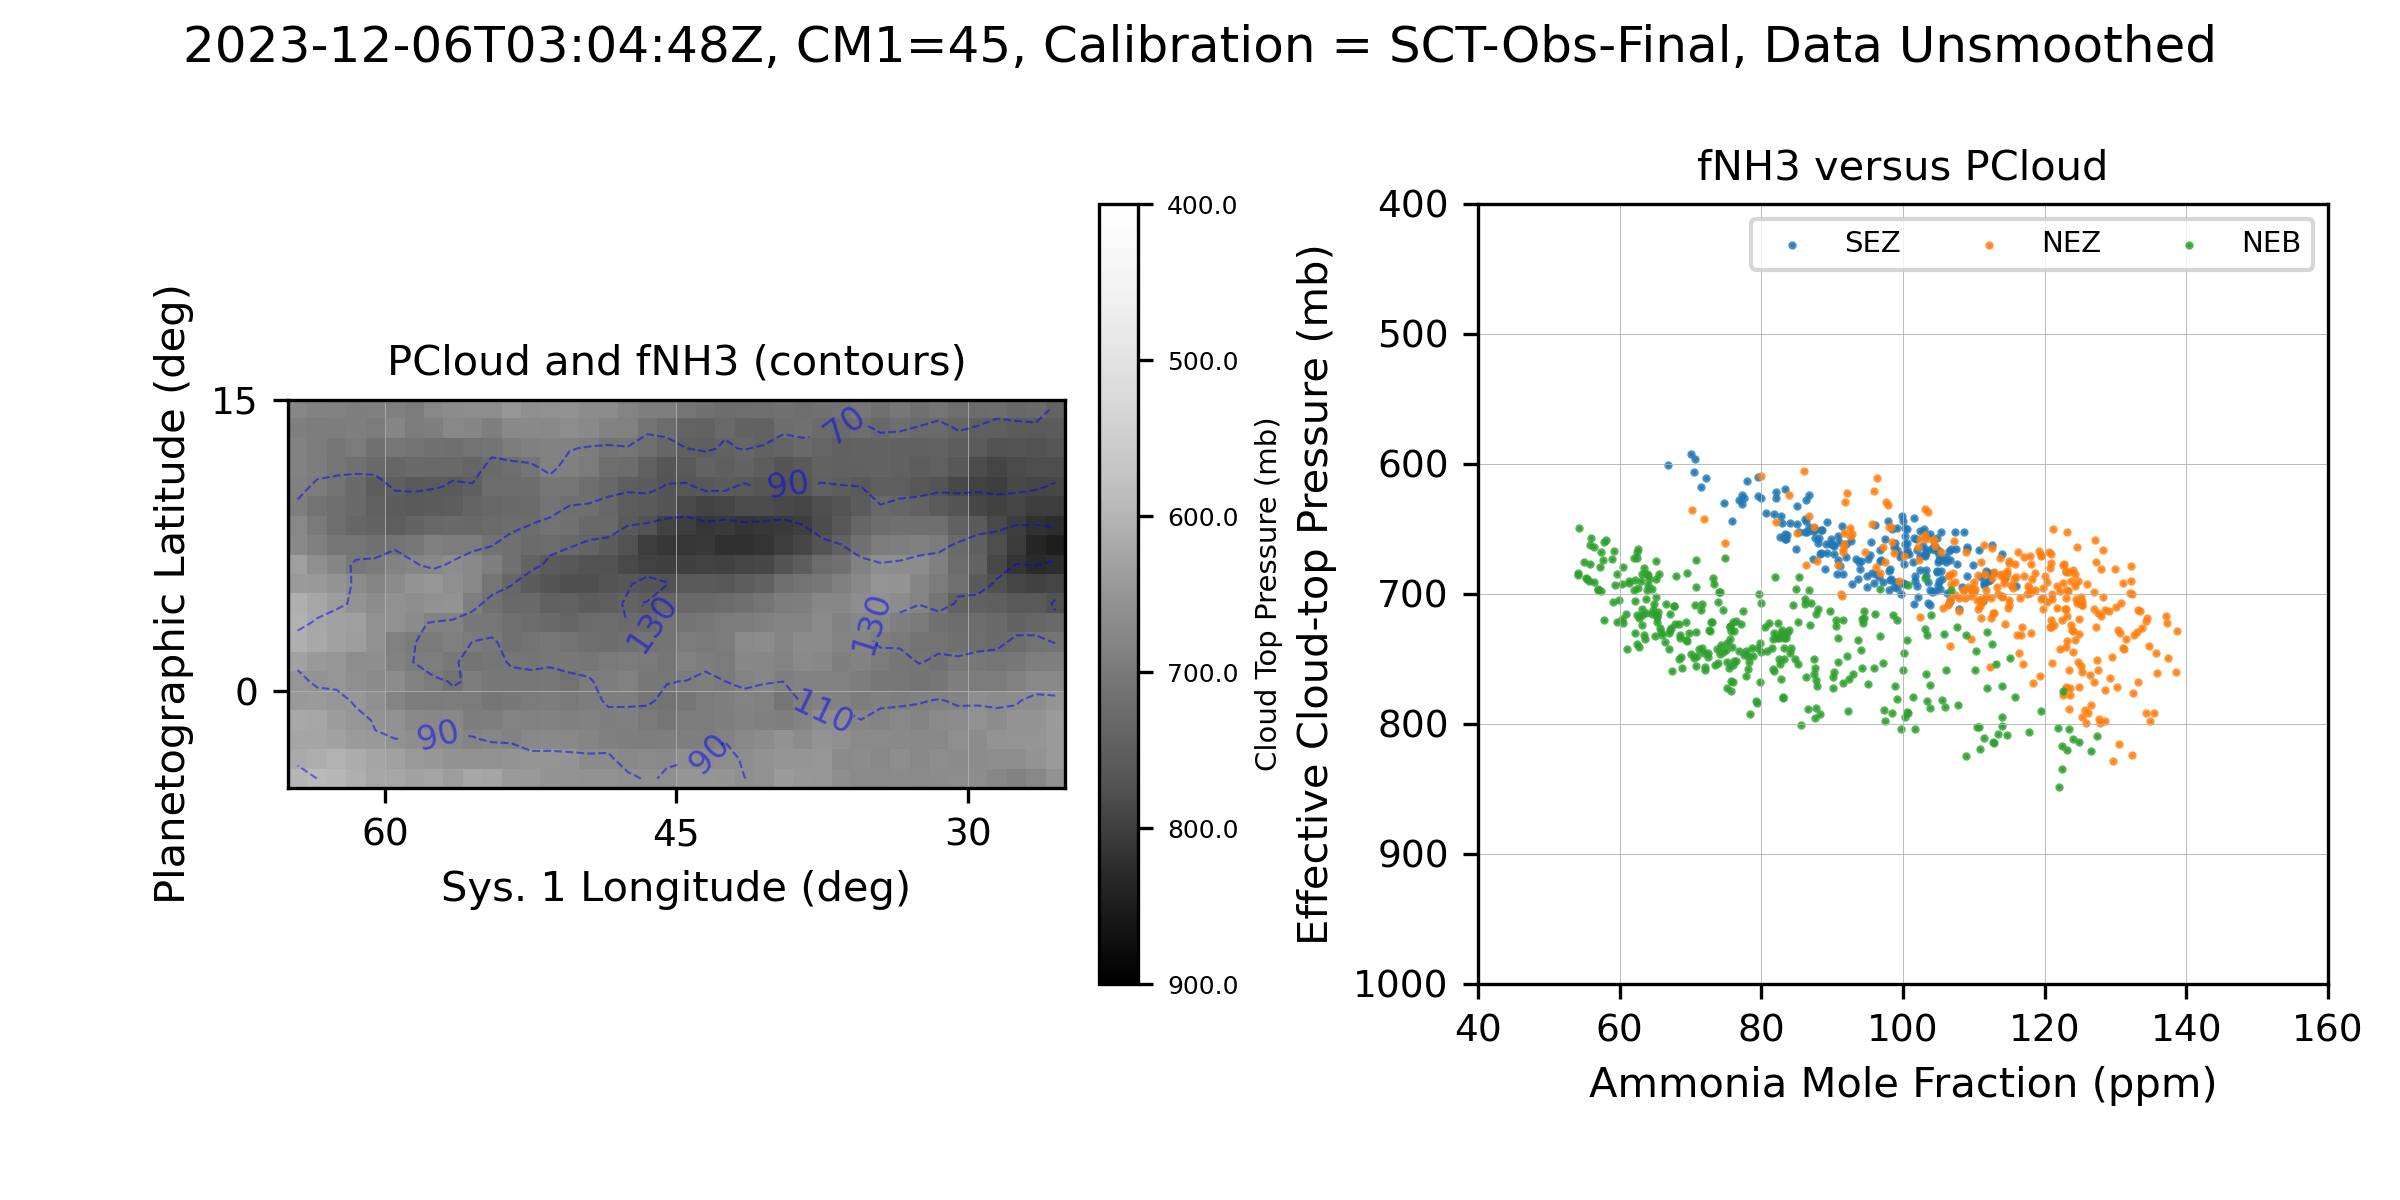 2023-12-06T03:04:48Z, CM1=45, Calibration = SCT-Obs-Final, Data Unsmoothed
PCloud and fNH3 (contours)
Planetographic Latitude (deg)
15
0
70
90
130
130
110
90
90
60
45
30
Sys. 1 Longitude (deg)
400.0
500.0
600.0
700.0
800.0
900.0
Cloud Top Pressure (mb)
fNH3 versus PCloud
SEZ
NEZ
NEB
Effective Cloud-top Pressure (mb)
400
500
600
700
800
900
1000
40
60
80
100
120
140
160
Ammonia Mole Fraction (ppm)